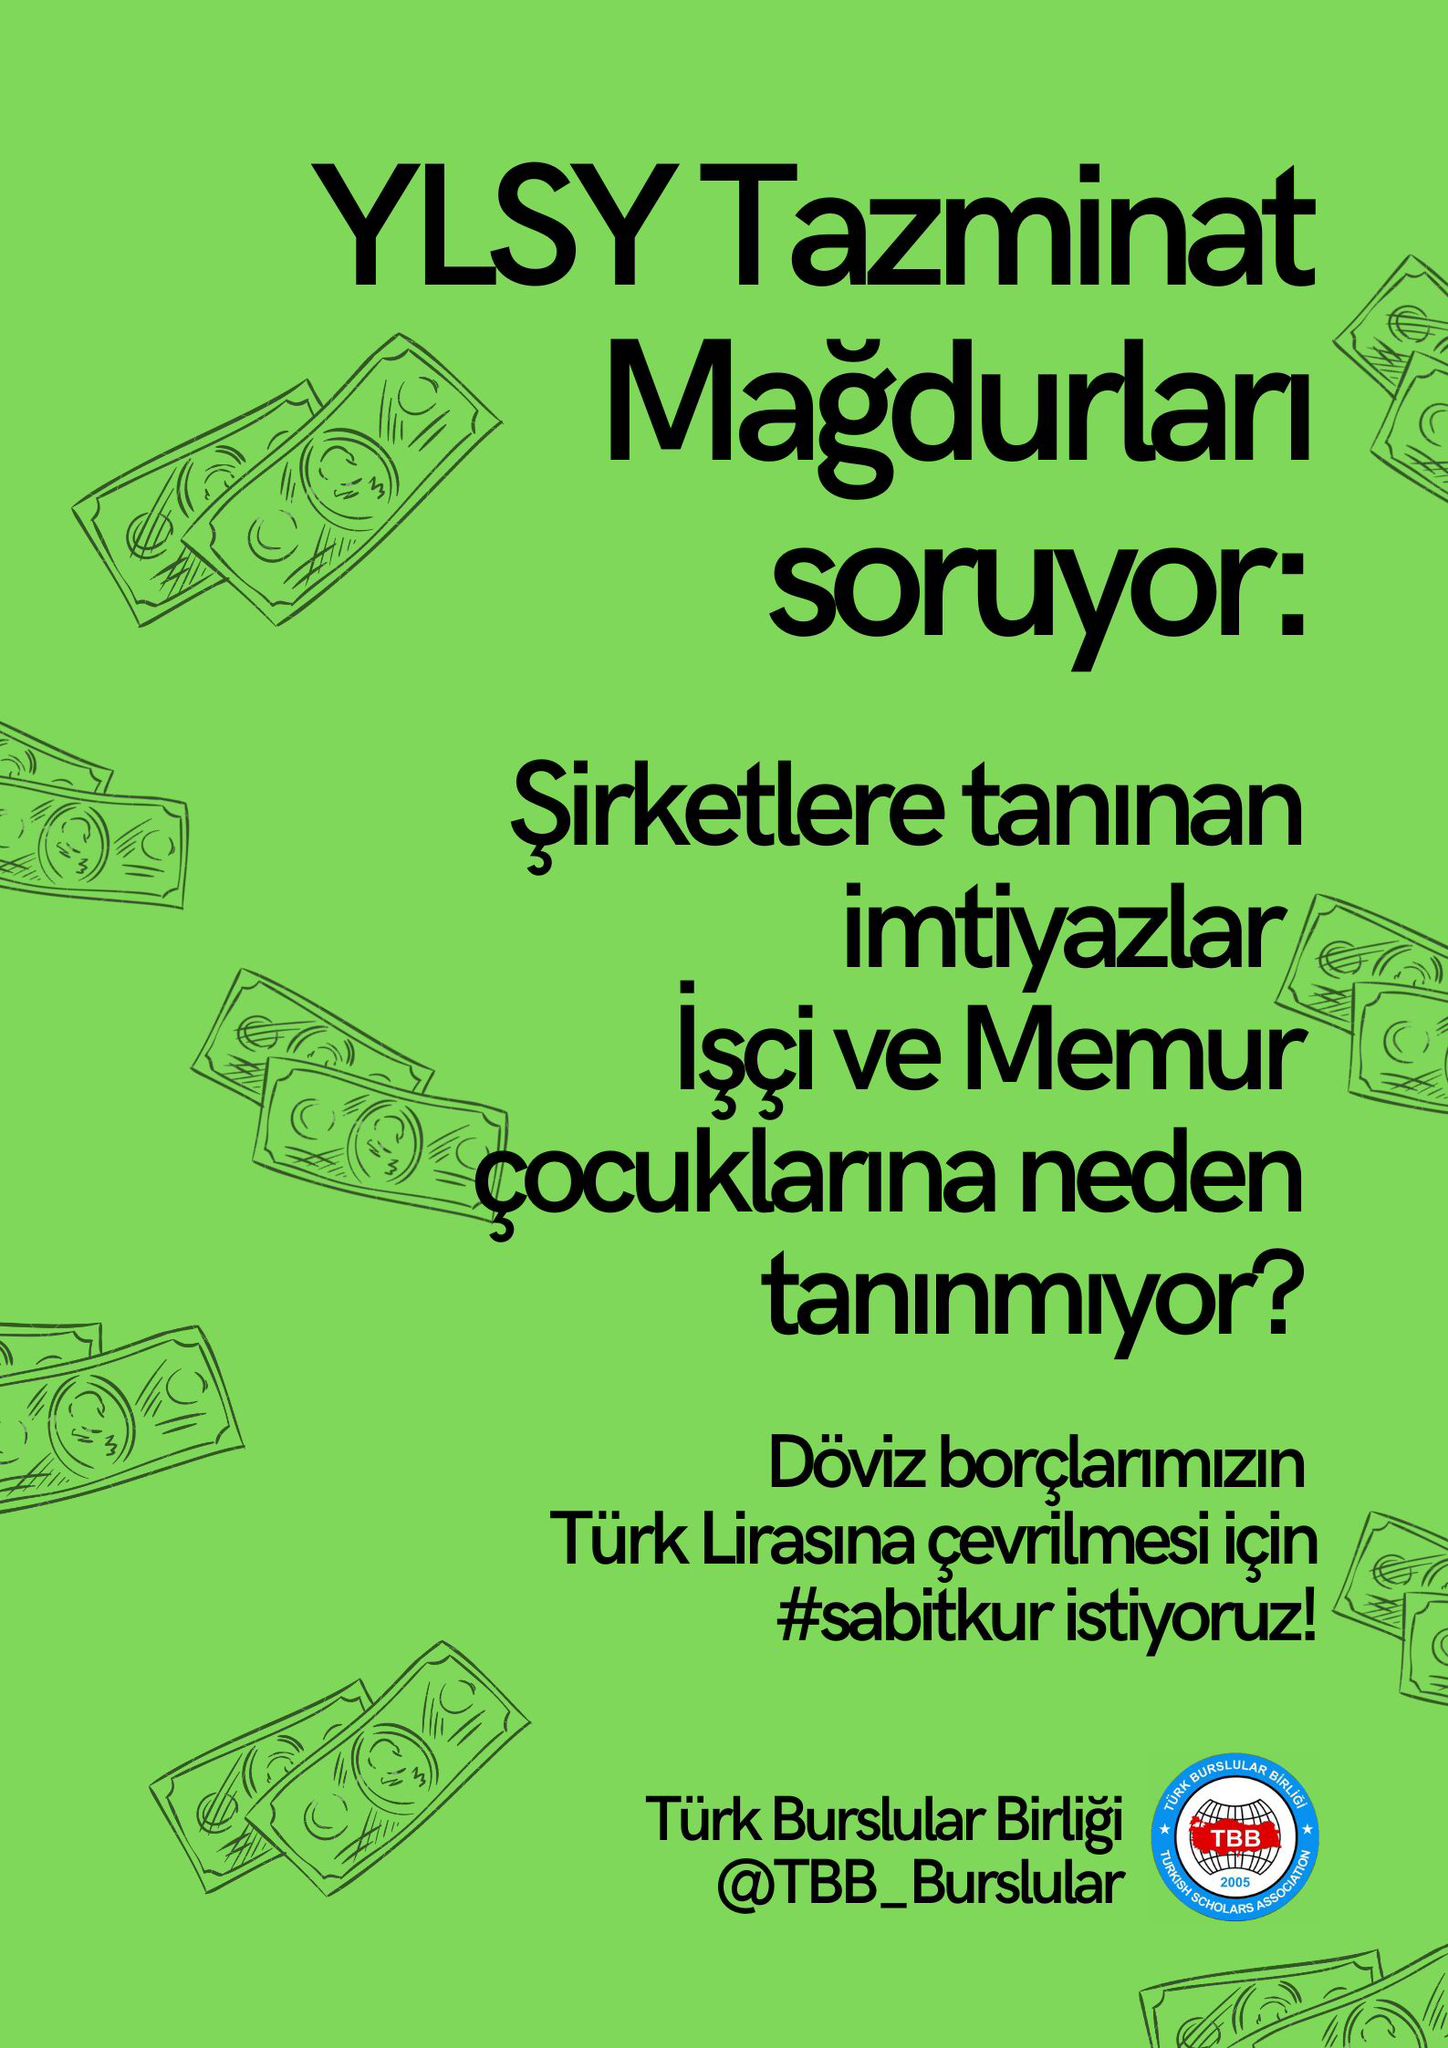 YLSY Tazminat
Mağdurları
soruyor:
Şirketlere tanınan
imtiyazlar
İşçi ve Memur
çocuklarına neden
tanınmıyor?
Döviz borçlarımızın
Türk Lirasına çevrilmesi için
#sabitkur istiyoruz!
Türk Burslular Birliği
@TBB_Burslular
TÜRK BURSLULAR BİRLİĞİ
TBB
2005
TURKISH SCHOLARS ASSOCIATION